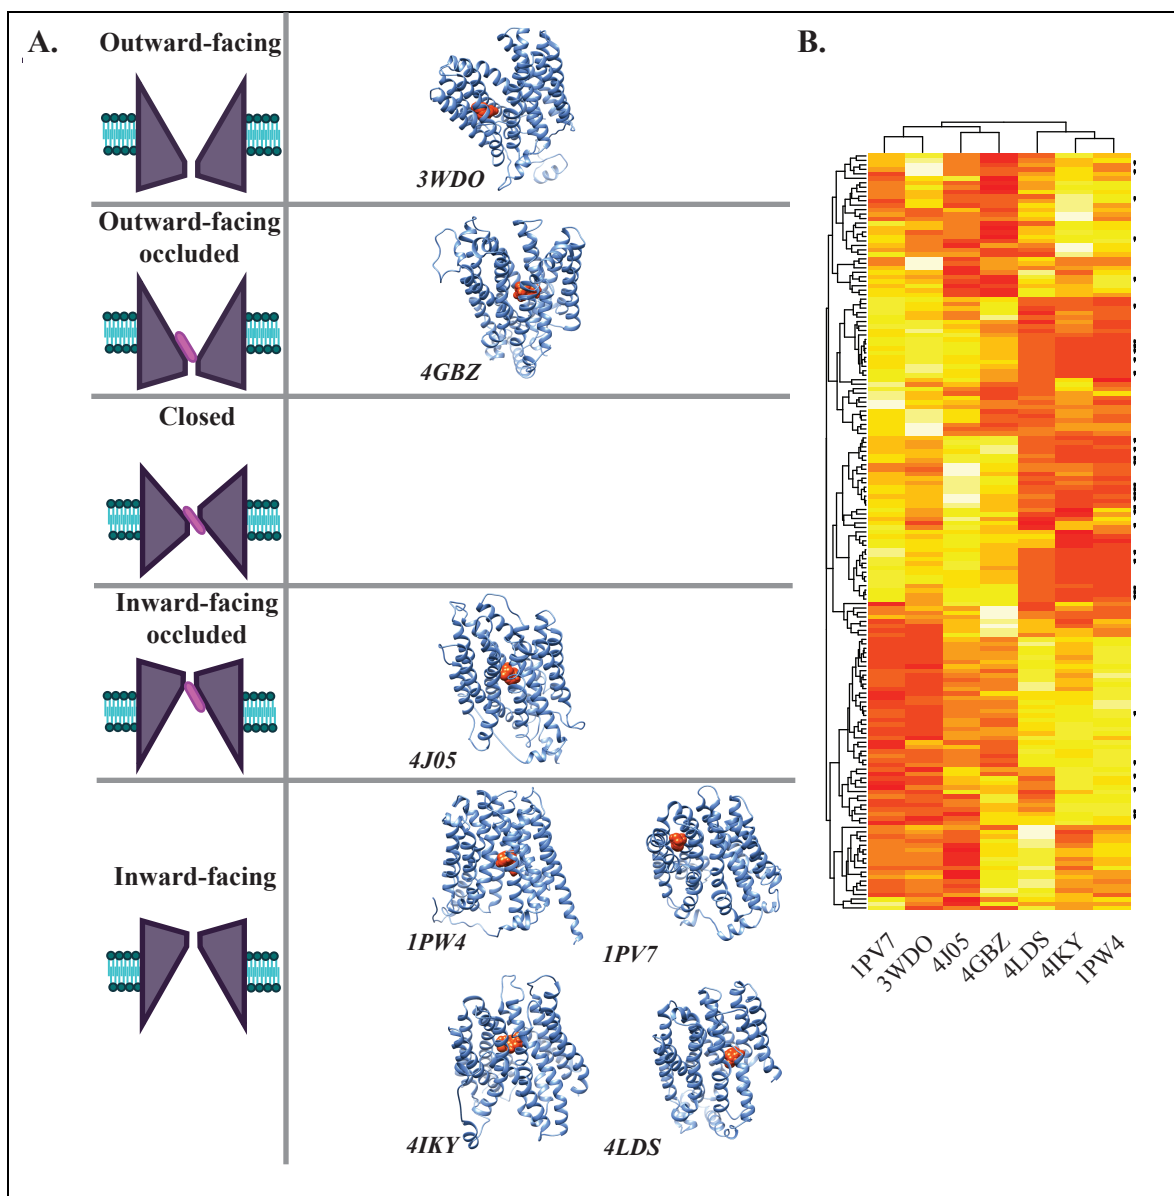 A.
Outward-facing
3WDO
Outward-facing
occluded
4GBZ
Closed
Inward-facing
occluded
4J05
Inward-facing
1PW4
1PV7
4IKY
4LDS
B.
1PV7
3WDO
4J05
4GBZ
4LDS
4IKY
1PW4